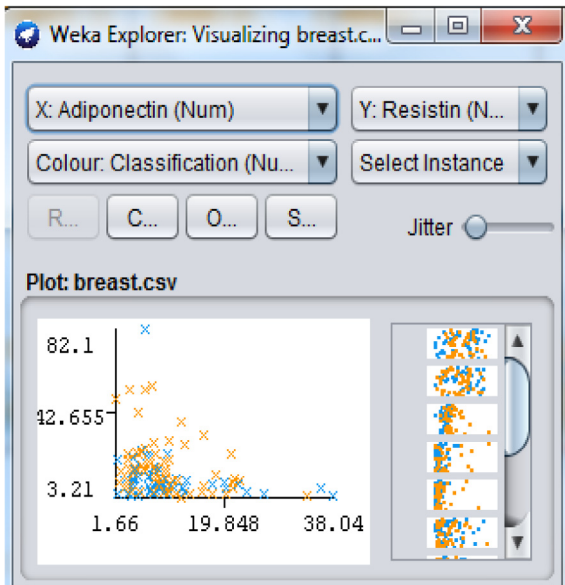 Weka Explorer: Visualizing breast.c...
X: Adiponectin (Num) Y: Resistin (N...
Colour: Classification (Nu... Select Instance
R... C... O... S... Jitter
Plot: breast.csv
82.1
42.655
3.21
1.66 19.848 38.04